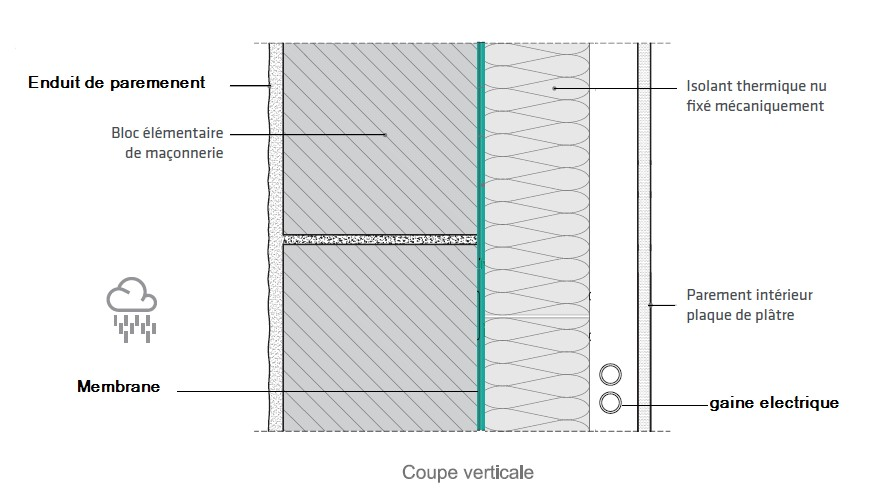 Enduit de paremenent
Bloc élémentaire
de maçonnerie
Membrane
Isolant thermique nu
fixé mécaniquement
Parement intérieur
plaque de plâtre
gaine electrique
Coupe verticale